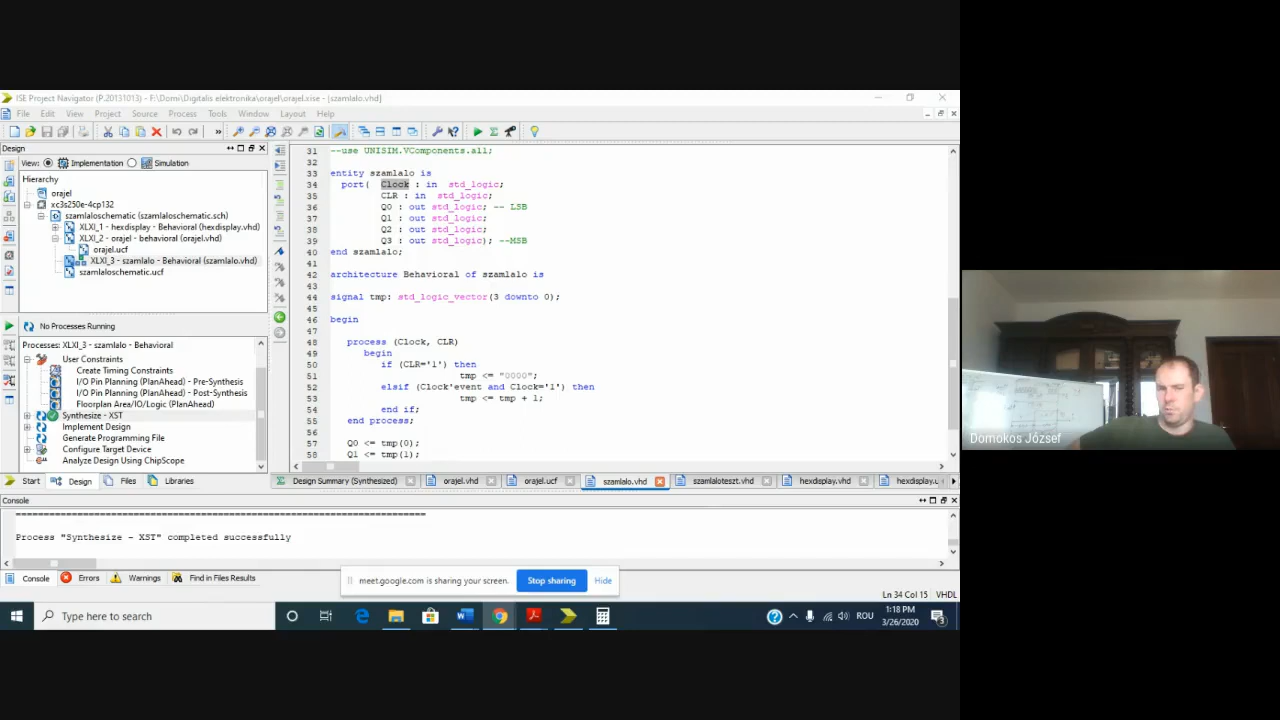 ISE Project Navigator (P.20131013) - F:\Domi\Digitalis elektronika\orajel\orajel.xise - [szamlalo.vhd]
File Edit View Project Source Process Tools Window Layout Help
Design
View: Implementation Simulation
Hierarchy
orajel
xc3s250e-4cp132
szamlaloschematic (szamlaloschematic.sch)
XLXI_1 - hexdisplay - Behavioral (hexdisplay.vhd)
XLXI_2 - orajel - behavioral (orajel.vhd)
orajel.ucf
XLXI_3 - szamlalo - Behavioral (szamlalo.vhd)
szamlaloschematic.ucf
No Processes Running
Processes: XLXI_3 - szamlalo - Behavioral
User Constraints
Create Timing Constraints
I/O Pin Planning (PlanAhead) - Pre-Synthesis
I/O Pin Planning (PlanAhead) - Post-Synthesis
Floorplan Area/IO/Logic (PlanAhead)
Synthesize - XST
Implement Design
Generate Programming File
Configure Target Device
Analyze Design Using ChipScope
Start Design Files Libraries
31 --use UNISIM.VComponents.all;
32
33 entity szamlalo is
34 port( Clock : in std_logic;
35 CLR : in std_logic;
36 Q0 : out std_logic; -- LSB
37 Q1 : out std_logic;
38 Q2 : out std_logic;
39 Q3 : out std_logic); --MSB
40 end szamlalo;
41
42 architecture Behavioral of szamlalo is
43
44 signal tmp: std_logic_vector(3 downto 0);
45
46 begin
47
48 process (Clock, CLR)
49 begin
50 if (CLR='1') then
51 tmp <= "0000";
52 elsif (Clock'event and Clock='1') then
53 tmp <= tmp + 1;
54 end if;
55 end process;
56
57 Q0 <= tmp(0);
58 Q1 <= tmp(1);
Design Summary (Synthesized) orajel.vhd orajel.ucf szamlalo.vhd szamlaloteszt.vhd hexdisplay.vhd hexdisplay.u
Console
Process "Synthesize - XST" completed successfully
Console Errors Warnings Find in Files Results
meet.google.com is sharing your screen. Stop sharing Hide
Ln 34 Col 15 VHDL
Type here to search
ROU
1:18 PM
3/26/2020
3
Domokos József